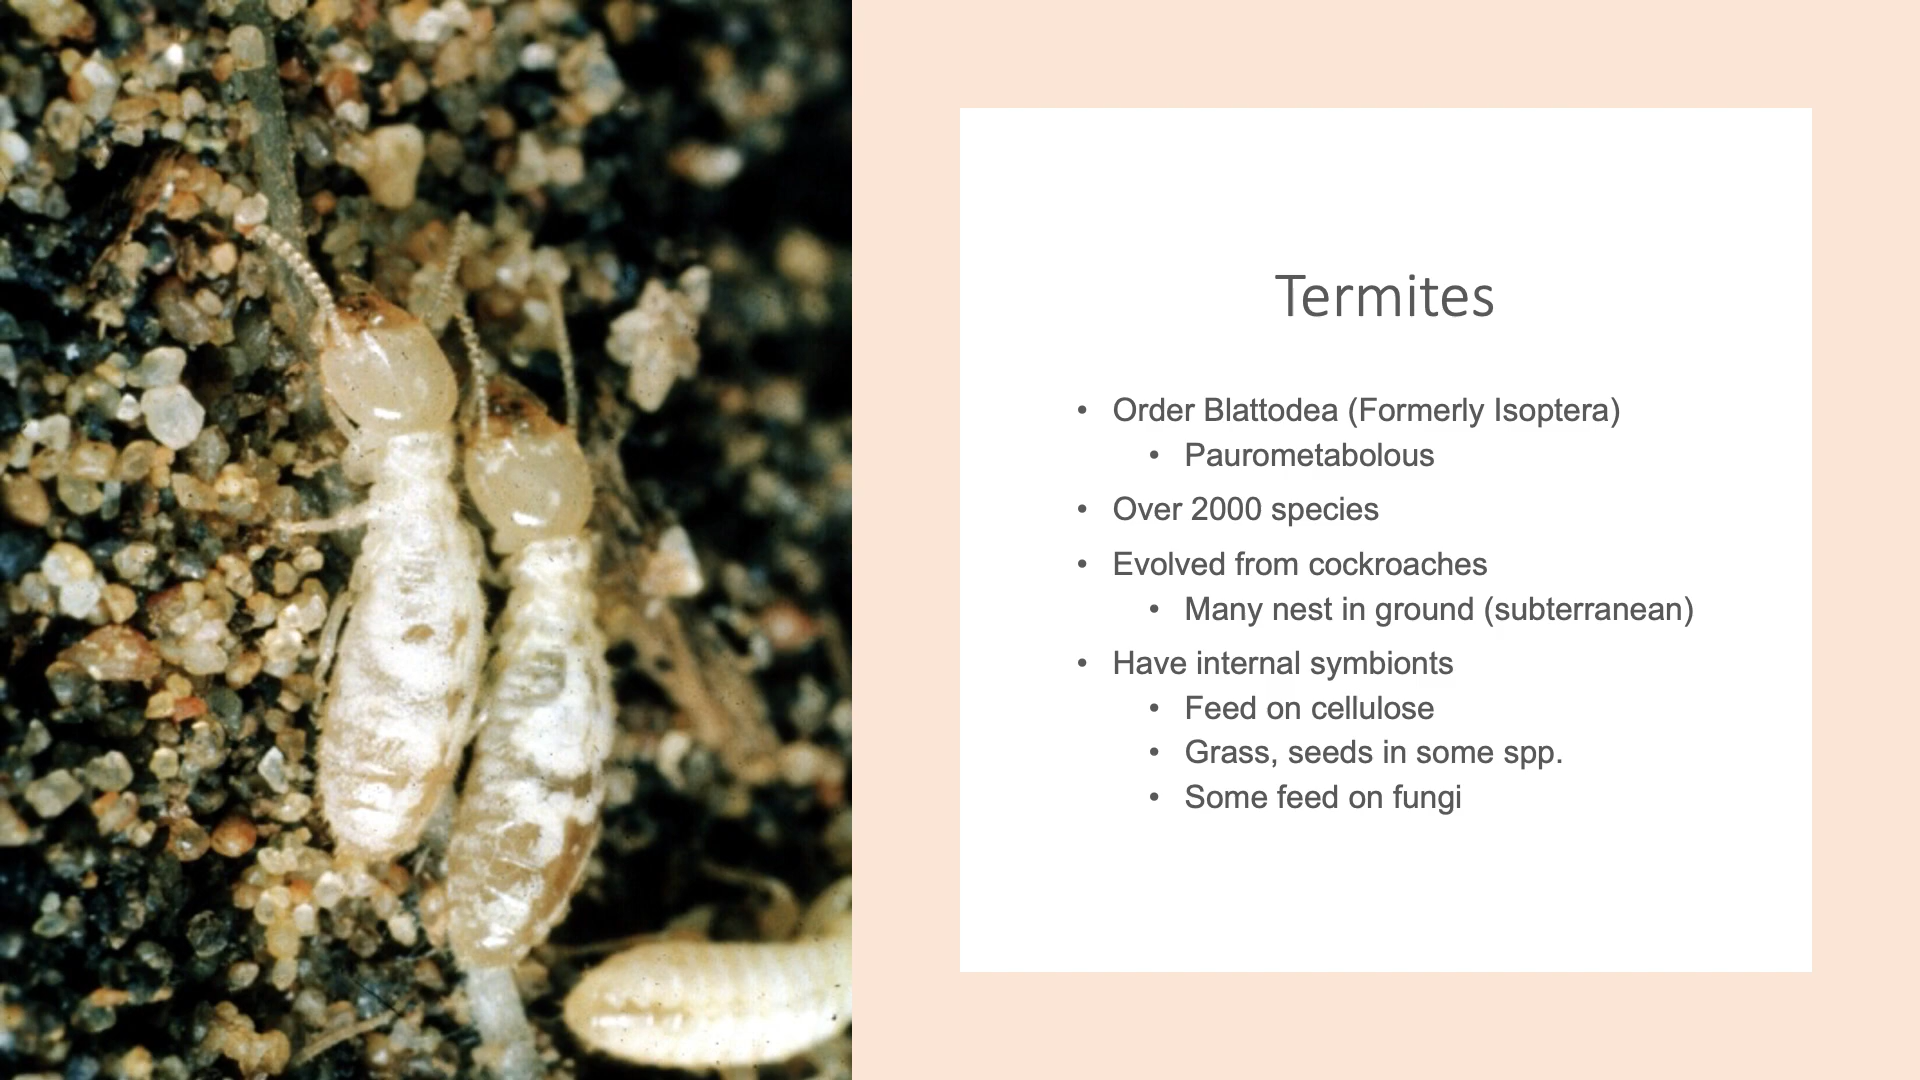 Termites
• Order Blattodea (Formerly Isoptera)
• Paurometabolous
• Over 2000 species
• Evolved from cockroaches
• Many nest in ground (subterranean)
• Have internal symbionts
• Feed on cellulose
• Grass, seeds in some spp.
• Some feed on fungi